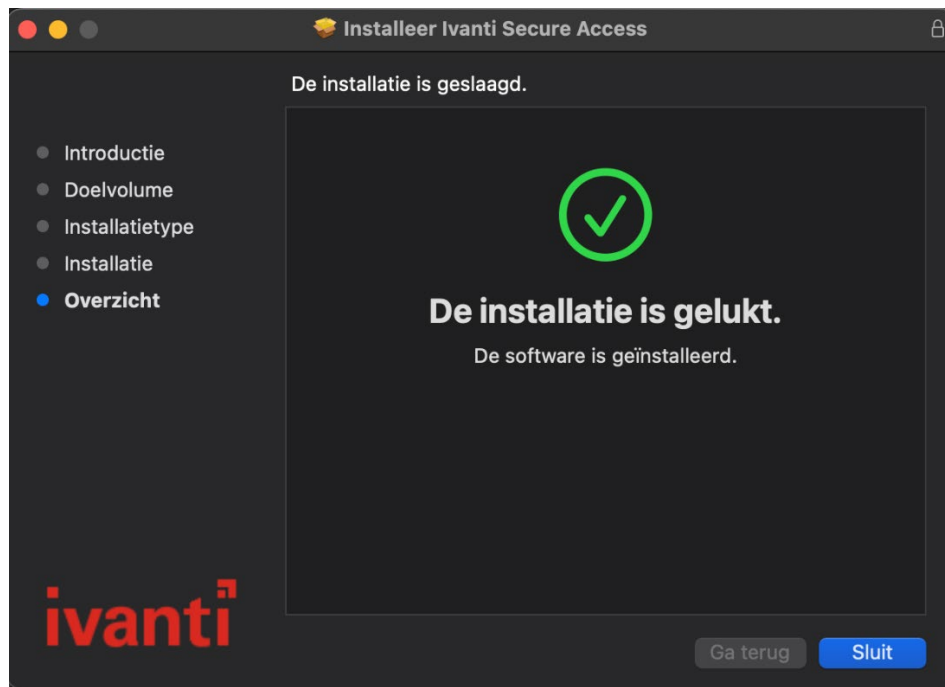 Installeer Ivanti Secure Access
De installatie is geslaagd.
Introductie
Doelvolume
Installatietype
Installatie
Overzicht
De installatie is gelukt.
De software is geïnstalleerd.
ivanti
Ga terug
Sluit